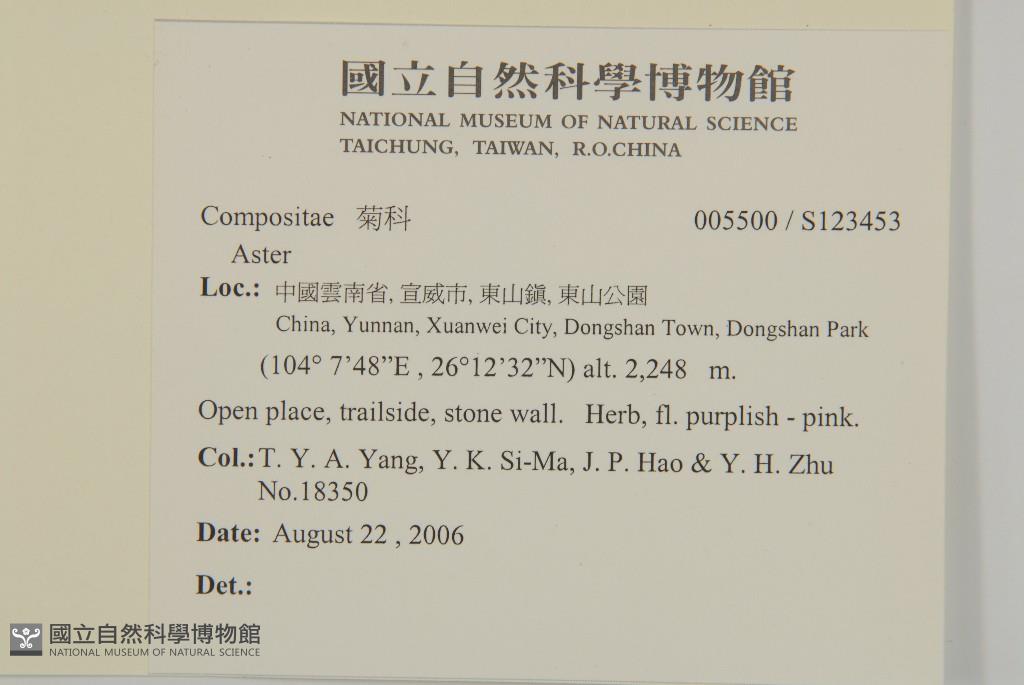 國立自然科學博物館
NATIONAL MUSEUM OF NATURAL SCIENCE
TAICHUNG, TAIWAN, R.O.CHINA
Compositae 菊科 005500 / S123453
Aster
Loc.: 中國雲南省, 宣威市, 東山鎮, 東山公園
China, Yunnan, Xuanwei City, Dongshan Town, Dongshan Park
(104° 7’48”E , 26°12’32”N) alt. 2,248 m.
Open place, trailside, stone wall. Herb, fl. purplish - pink.
Col.: T. Y. A. Yang, Y. K. Si-Ma, J. P. Hao & Y. H. Zhu
No.18350
Date: August 22 , 2006
Det.:
國立自然科學博物館
NATIONAL MUSEUM OF NATURAL SCIENCE